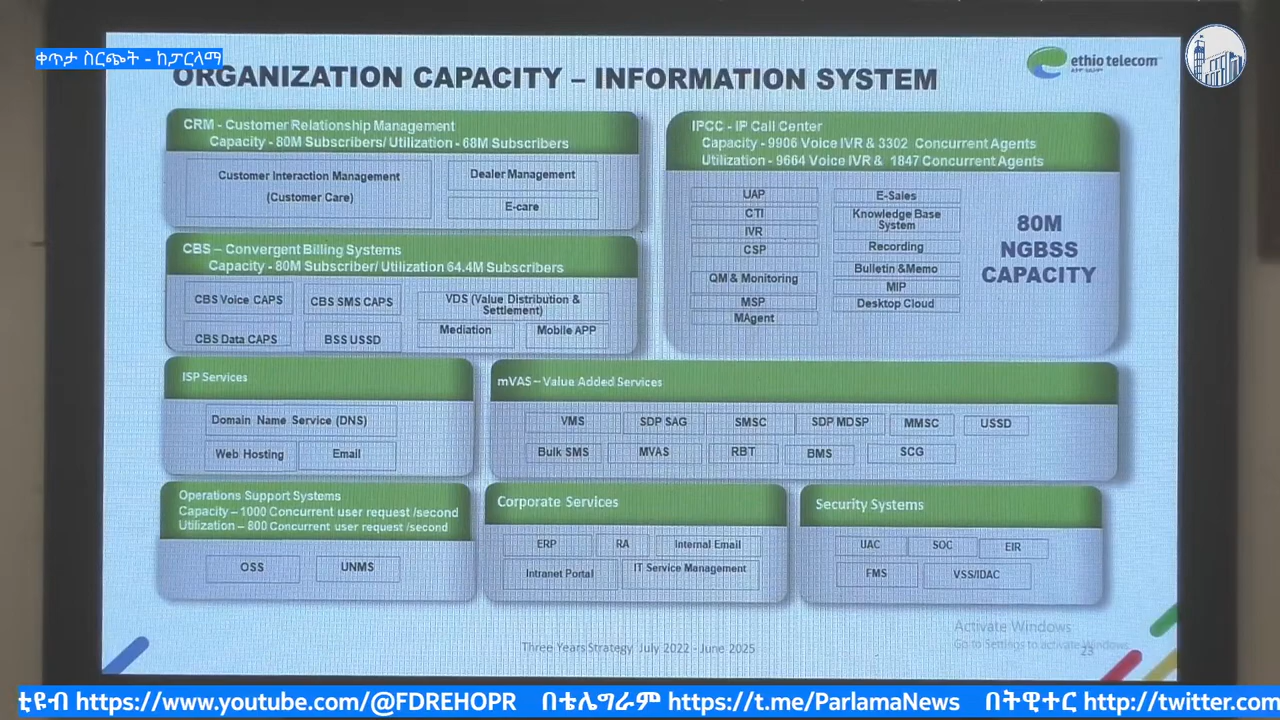 ቀጥታ ስርጭት - ከፓርላማ
ORGANIZATION CAPACITY – INFORMATION SYSTEM
ethio telecom
CRM - Customer Relationship Management
Capacity - 80M Subscribers/ Utilization - 68M Subscribers
Customer Interaction Management
(Customer Care)
Dealer Management
E-care
IPCC - IP Call Center
Capacity - 9906 Voice IVR & 3302 Concurrent Agents
Utilization - 9664 Voice IVR & 1847 Concurrent Agents
UAP
CTI
IVR
CSP
QM & Monitoring
MSP
MAgent
E-Sales
Knowledge Base
System
Recording
Bulletin &Memo
MIP
Desktop Cloud
80M
NGBSS
CAPACITY
CBS – Convergent Billing Systems
Capacity - 80M Subscriber/ Utilization 64.4M Subscribers
CBS Voice CAPS
CBS SMS CAPS
VDS (Value Distribution &
Settlement)
CBS Data CAPS
BSS USSD
Mediation
Mobile APP
ISP Services
Domain Name Service (DNS)
Web Hosting
Email
mVAS – Value Added Services
VMS
SDP SAG
SMSC
SDP MDSP
MMSC
USSD
Bulk SMS
MVAS
RBT
BMS
SCG
Operations Support Systems
Capacity – 1000 Concurrent user request /second
Utilization – 800 Concurrent user request /second
OSS
UNMS
Corporate Services
ERP
RA
Internal Email
Intranet Portal
IT Service Management
Security Systems
UAC
SOC
EIR
FMS
VSS/IDAC
Three Years Strategy July 2022 - June 2025
Activate Windows
Go to Settings to activate Windows.
23
ቲዩብ https://www.youtube.com/@FDREHOPR በቴሌግራም https://t.me/ParlamaNews በትዊተር http://twitter.com